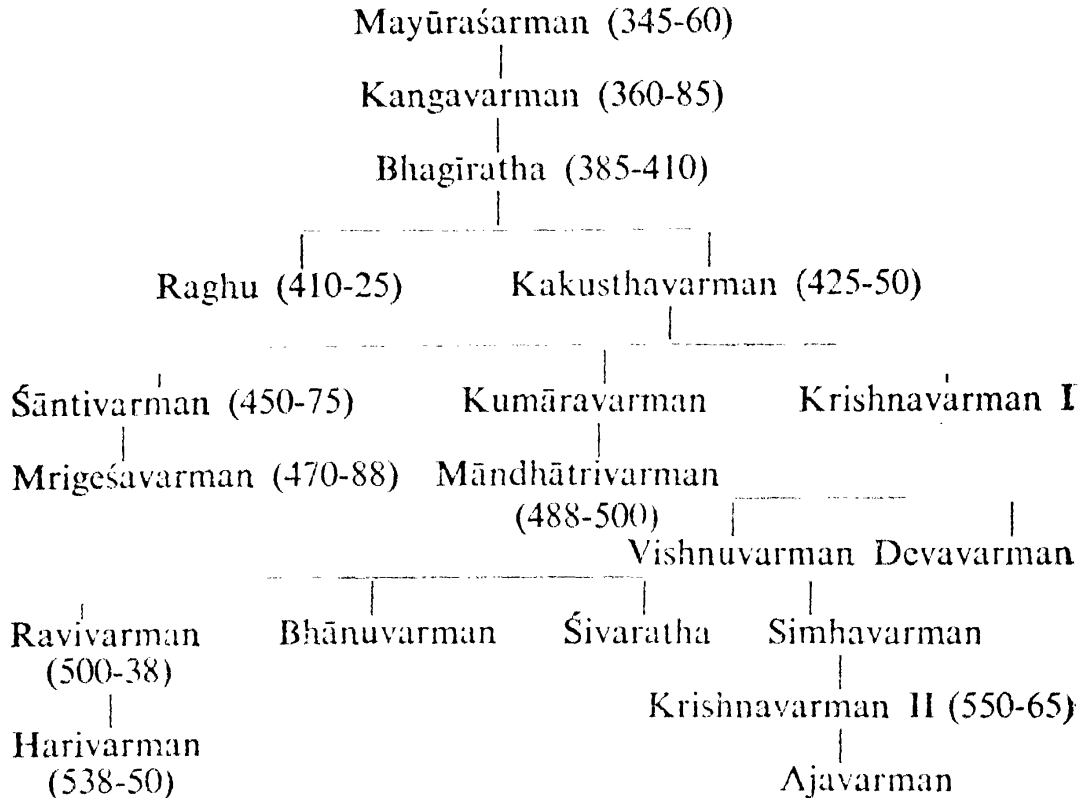 Mayūraśarman (345-60)
Kangavarman (360-85)
Bhagīratha (385-410)
Raghu (410-25) Kakusthavarman (425-50)
Śāntivarman (450-75) Kumāravarman Krishnavarman I
Mrigeśavarman (470-88) Māndhātrivarman
(488-500)
Vishnuvarman Devavarman
Ravivarman Bhānuvarman Śivaratha Simhavarman
(500-38)
Krishnavarman II (550-65)
Harivarman
(538-50) Ajavarman